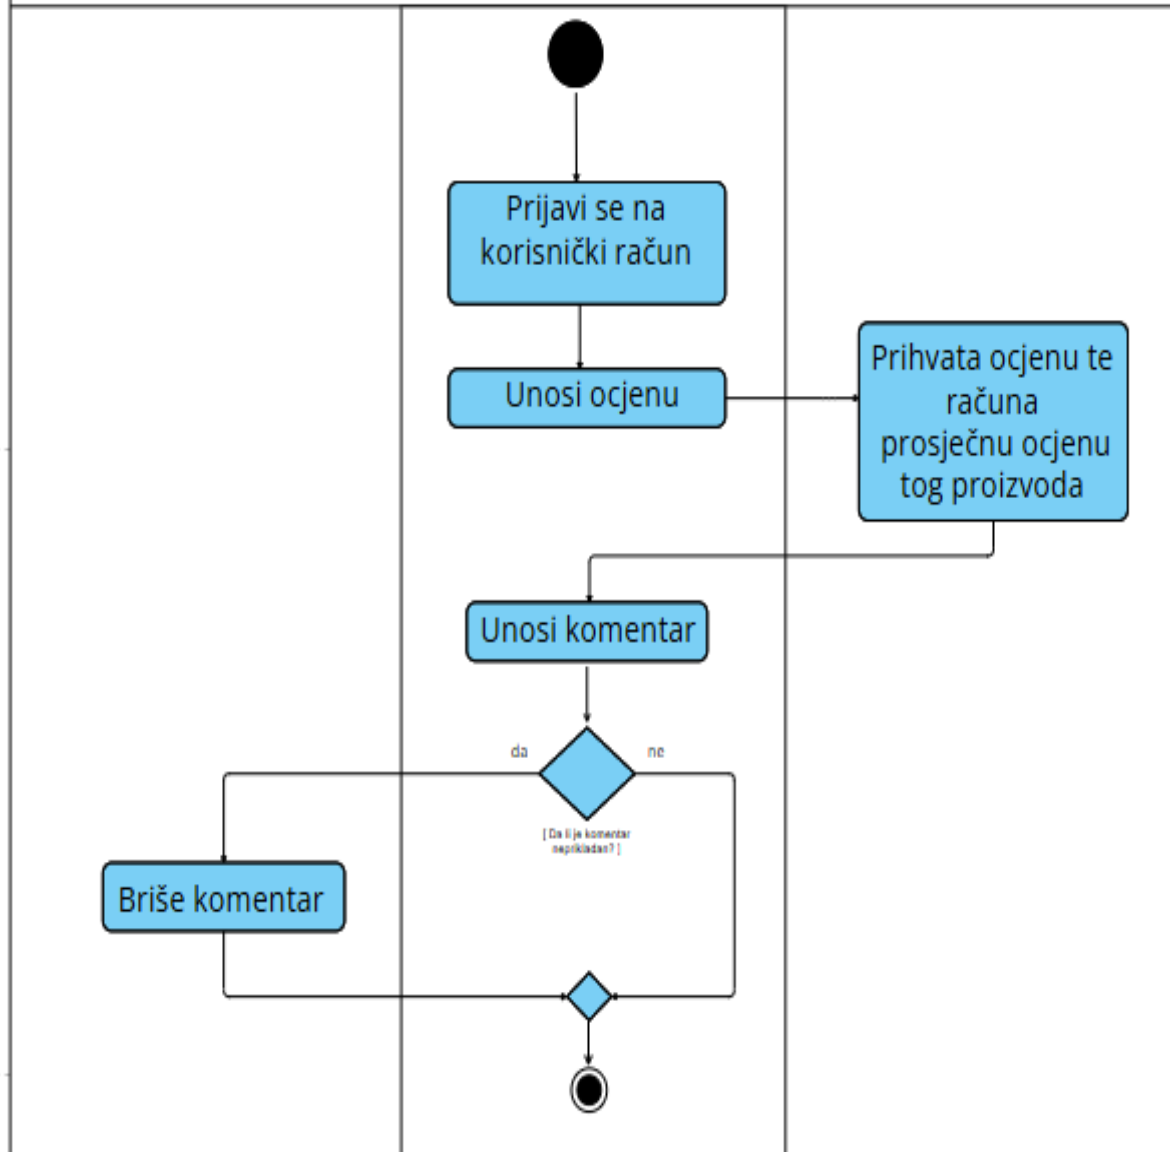 Prijavi se na
korisnički račun
Unosi ocjenu
Prihvata ocjenu te
računa
prosječnu ocjenu
tog proizvoda
Unosi komentar
da
ne
[ Da li je komentar
neprikladan? ]
Briše komentar